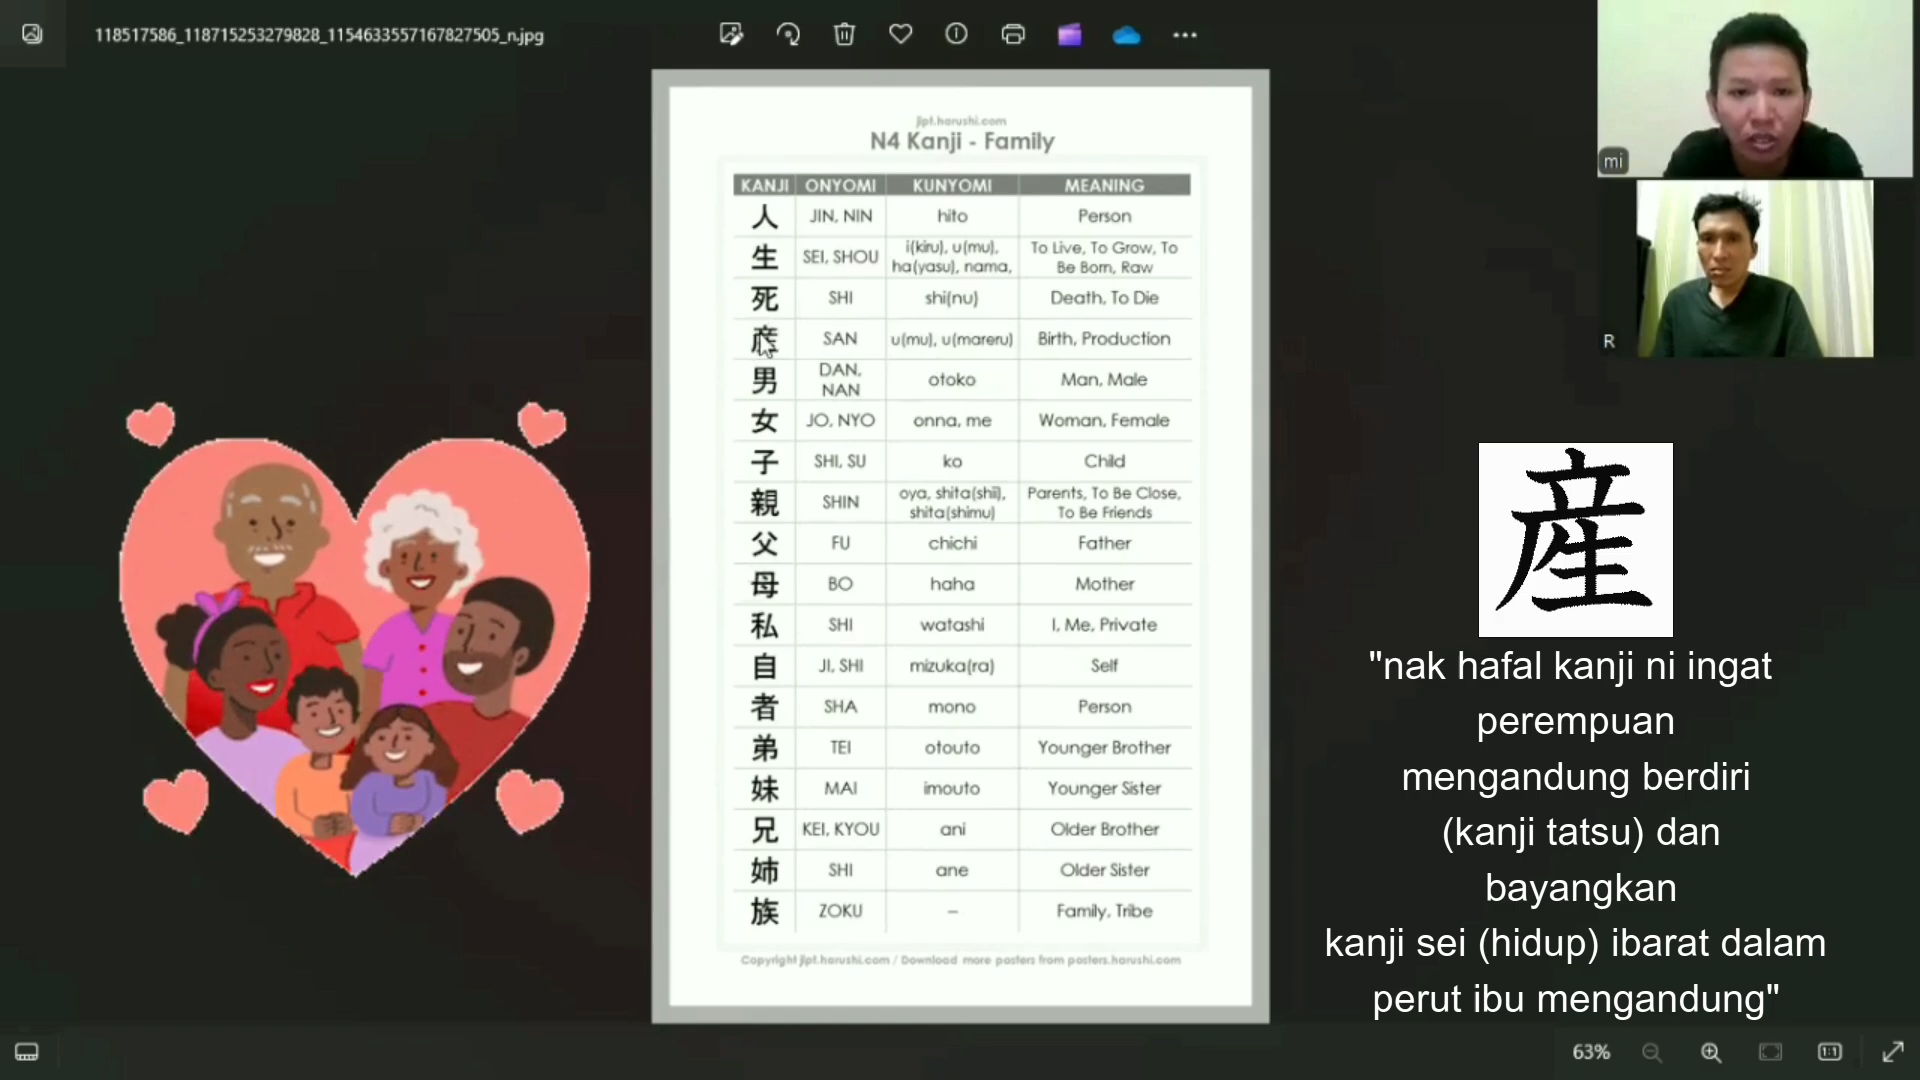 118517586_118715253279828_1154633557167827505_n.jpg
jlpt.harushi.com
N4 Kanji - Family
KANJI ONYOMI KUNYOMI MEANING
人 JIN, NIN hito Person
生 SEI, SHOU i(kiru), u(mu), ha(yasu), nama, To Live, To Grow, To Be Born, Raw
死 SHI shi(nu) Death, To Die
産 SAN u(mu), u(mareru) Birth, Production
男 DAN, NAN otoko Man, Male
女 JO, NYO onna, me Woman, Female
子 SHI, SU ko Child
親 SHIN oya, shita(shii), shita(shimu) Parents, To Be Close, To Be Friends
父 FU chichi Father
母 BO haha Mother
私 SHI watashi I, Me, Private
自 JI, SHI mizuka(ra) Self
者 SHA mono Person
弟 TEI otouto Younger Brother
妹 MAI imouto Younger Sister
兄 KEI, KYOU ani Older Brother
姉 SHI ane Older Sister
族 ZOKU – Family, Tribe
Copyright jlpt.harushi.com / Download more posters from posters.harushi.com
mi
R
産
"nak hafal kanji ni ingat
perempuan
mengandung berdiri
(kanji tatsu) dan
bayangkan
kanji sei (hidup) ibarat dalam
perut ibu mengandung"
63%
1:1